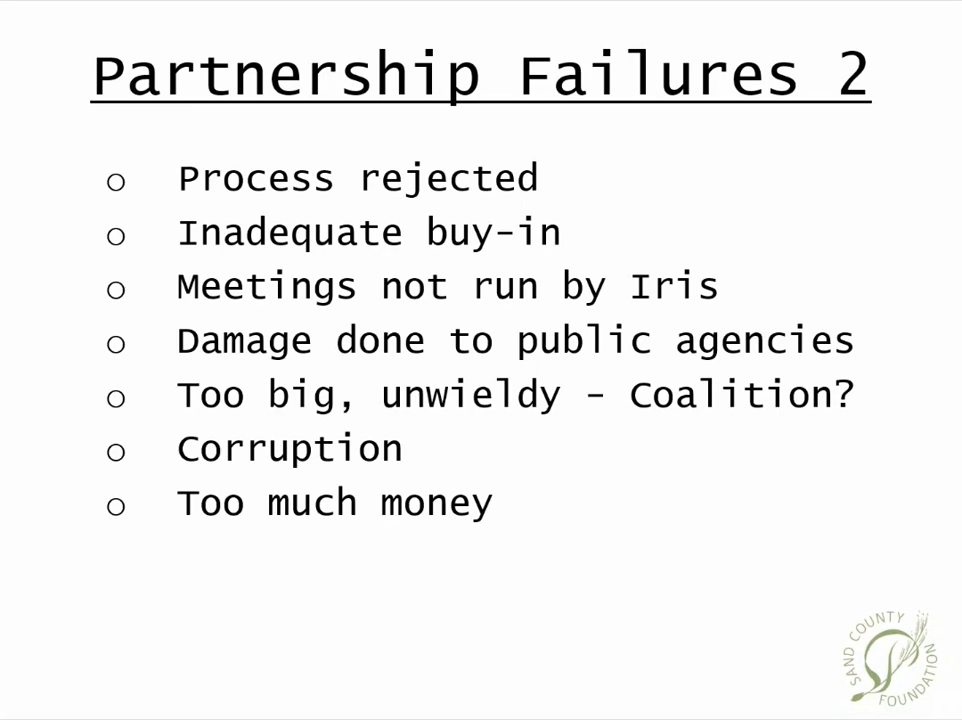 Partnership Failures 2
o Process rejected
o Inadequate buy-in
o Meetings not run by Iris
o Damage done to public agencies
o Too big, unwieldy - Coalition?
o Corruption
o Too much money
SAND COUNTY
FOUNDATION